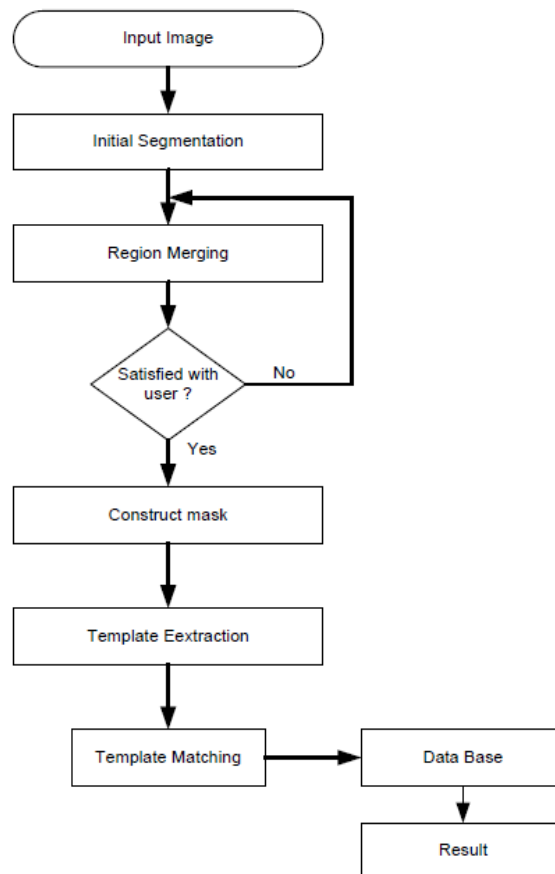 Input Image
Initial Segmentation
Region Merging
Satisfied with
user ?
No
Yes
Construct mask
Template Eextraction
Template Matching
Data Base
Result